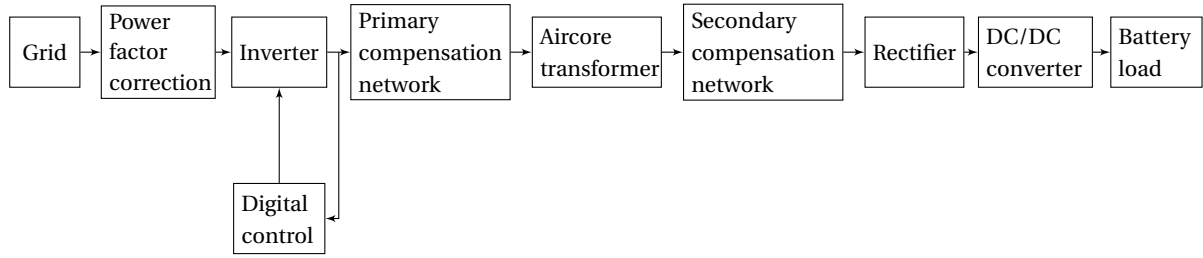 Grid
Power
factor
correction
Inverter
Primary
compensation
network
Aircore
transformer
Secondary
compensation
network
Rectifier
DC/DC
converter
Battery
load
Digital
control